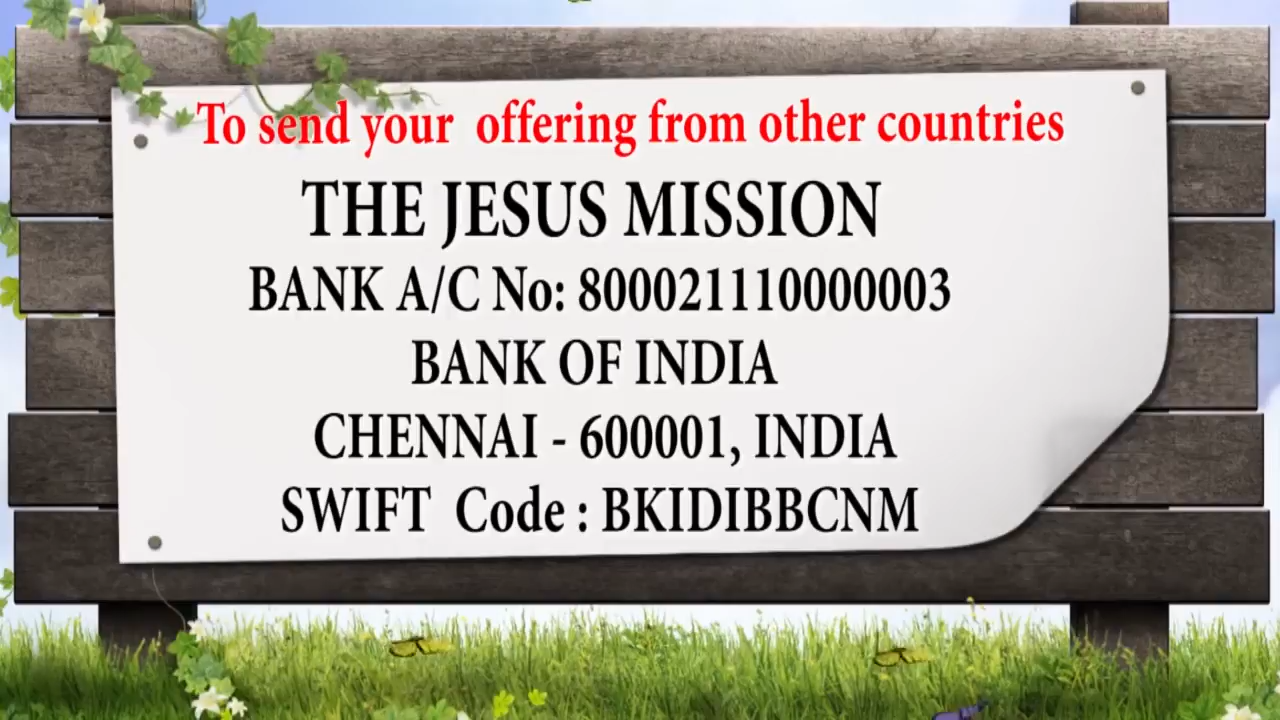 To send your offering from other countries
THE JESUS MISSION
BANK A/C No: 800021110000003
BANK OF INDIA
CHENNAI - 600001, INDIA
SWIFT Code : BKIDIBBCNM